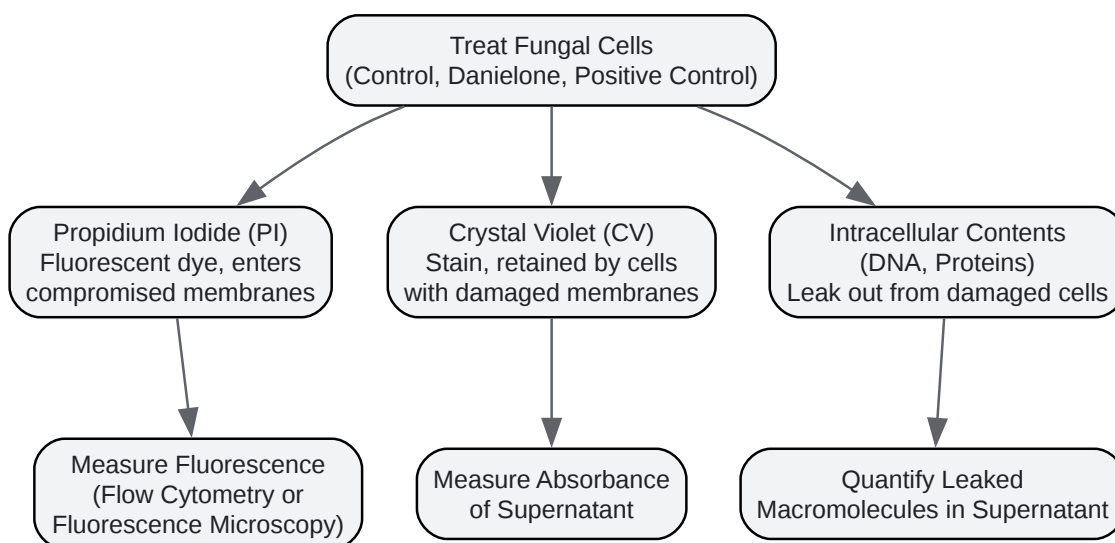 Treat Fungal Cells
(Control, Danielone, Positive Control)
Propidium Iodide (PI)
Fluorescent dye, enters
compromised membranes
Crystal Violet (CV)
Stain, retained by cells
with damaged membranes
Intracellular Contents
(DNA, Proteins)
Leak out from damaged cells
Measure Fluorescence
(Flow Cytometry or
Fluorescence Microscopy)
Measure Absorbance
of Supernatant
Quantify Leaked
Macromolecules in Supernatant